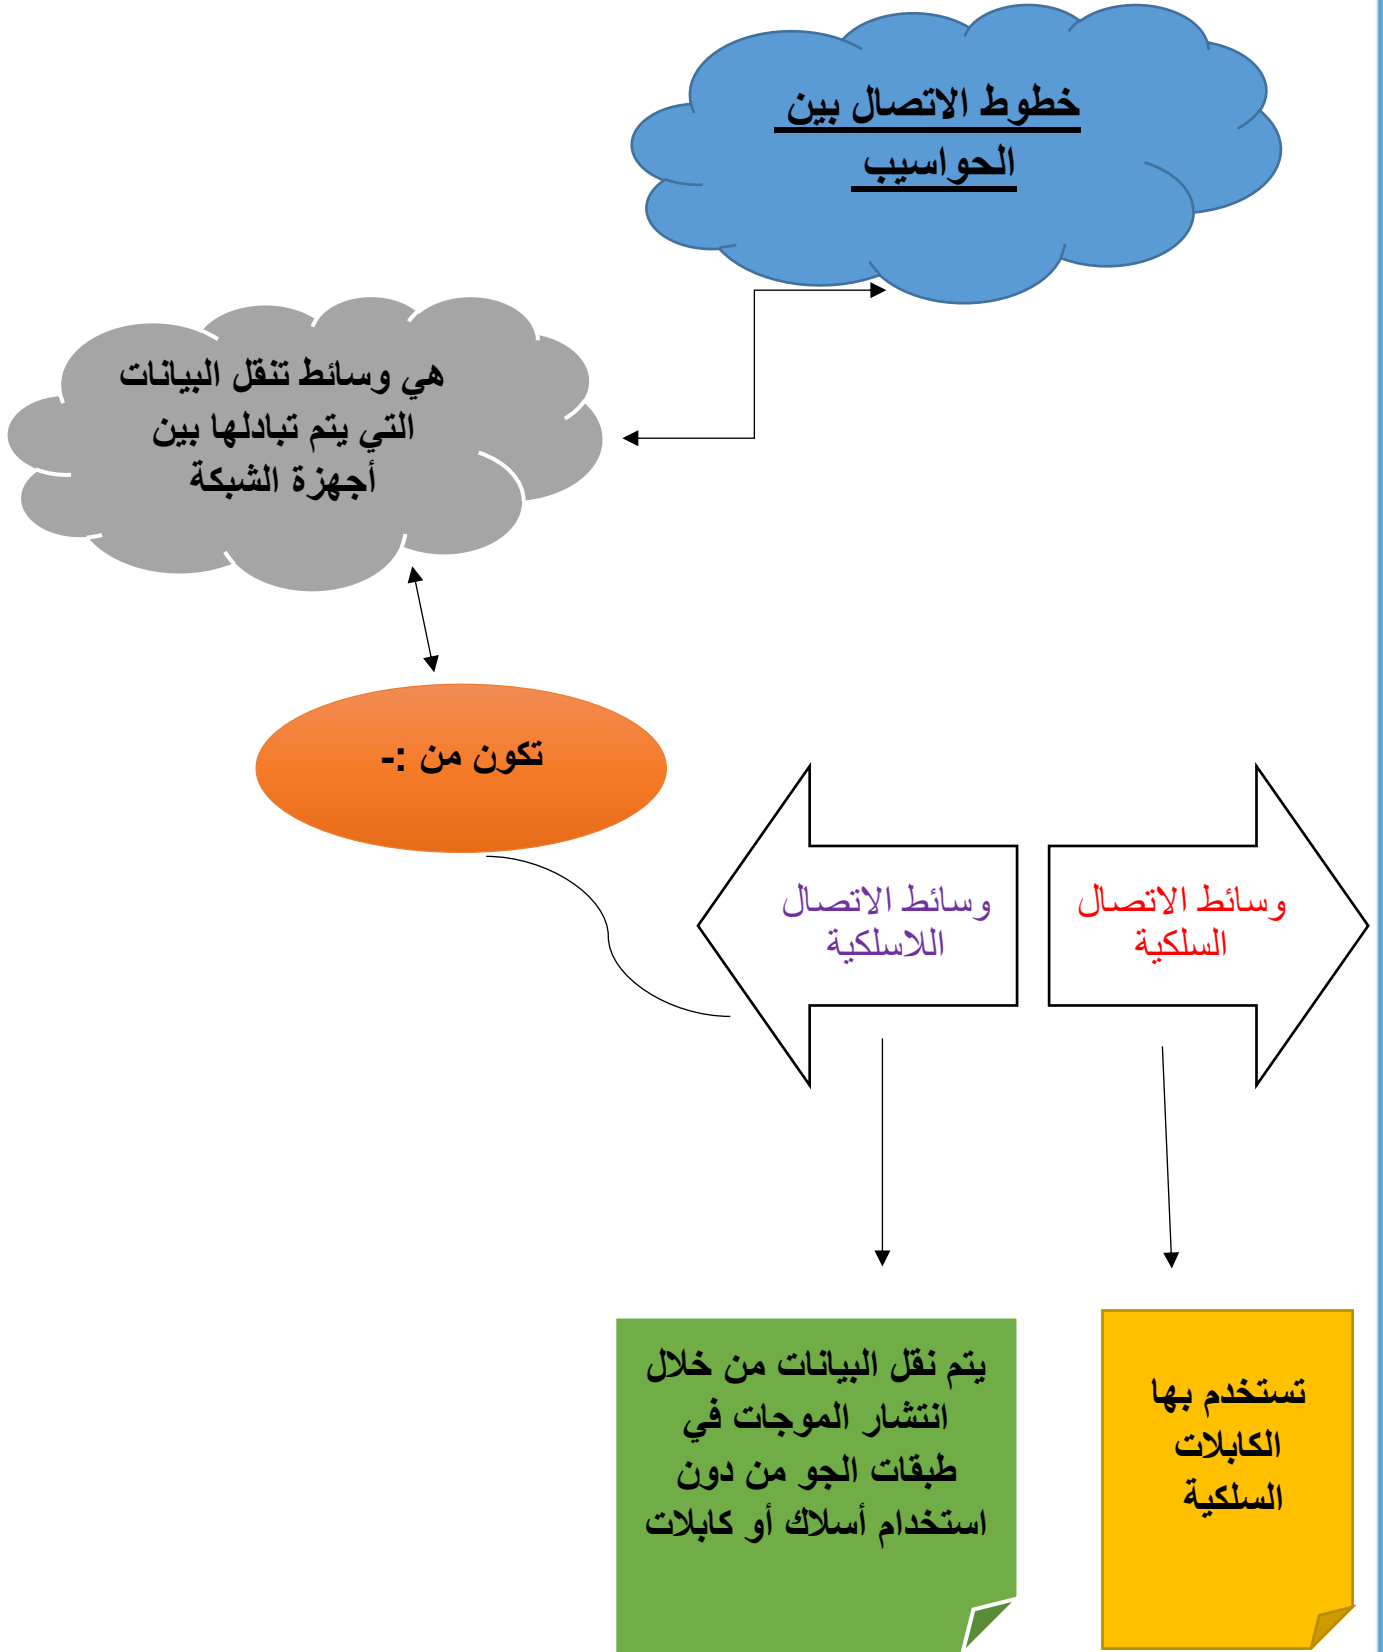 خطوط الاتصال بين
الحواسيب
هي وسائط تنقل البيانات
التي يتم تبادلها بين
أجهزة الشبكة
تكون من :-
وسائط الاتصال
السلكية
وسائط الاتصال
اللاسلكية
تستخدم بها
الكابلات
السلكية
يتم نقل البيانات من خلال
انتشار الموجات في
طبقات الجو من دون
استخدام أسلاك أو كابلات